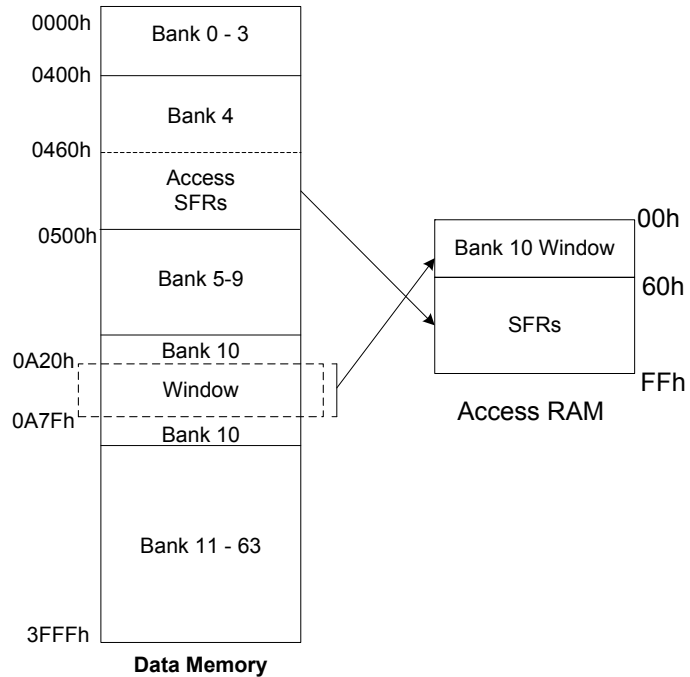 0000h
Bank 0 - 3
0400h
Bank 4
0460h
Access
SFRs
0500h
Bank 5-9
Bank 10
0A20h
Window
0A7Fh
Bank 10
Bank 11 - 63
3FFFh
Data Memory
00h
Bank 10 Window
60h
SFRs
FFh
Access RAM